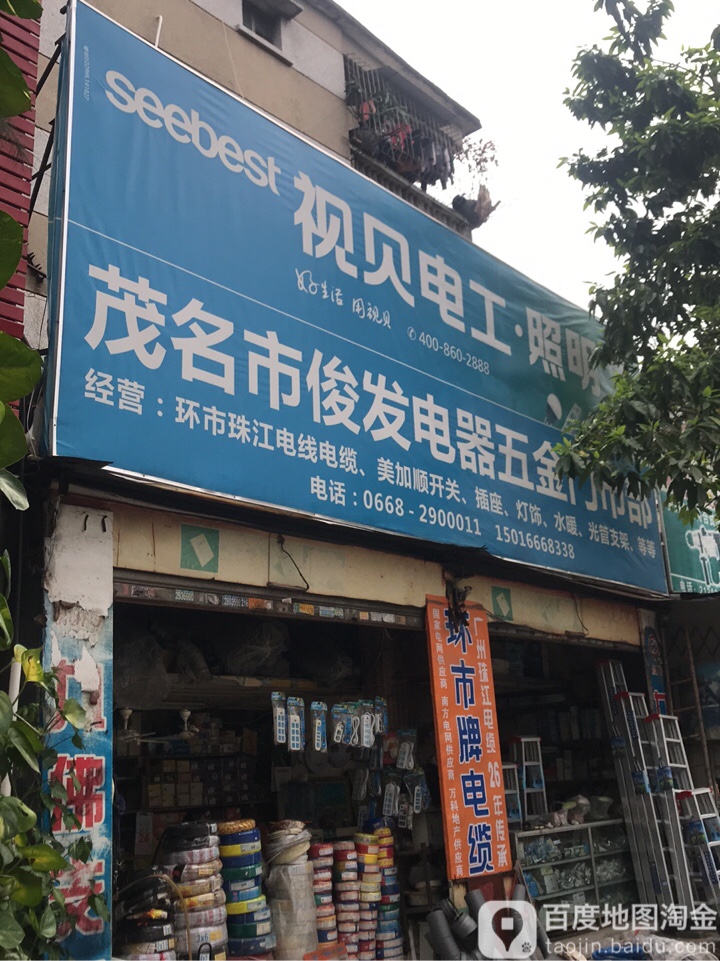 seebest
视贝电工·照明
好生活 用视贝
✆400-860-2888
茂名市俊发电器五金门市部
经营：环市珠江电线电缆、美加顺开关、插座、灯饰、水暖、光管支架、等等
电话：0668-2900011 15016668338
广州珠江电缆 26年传承
环市牌电缆
国家电网供应商 南方电网供应商 万科地产供应商
百度地图淘金
taojin.baidu.com